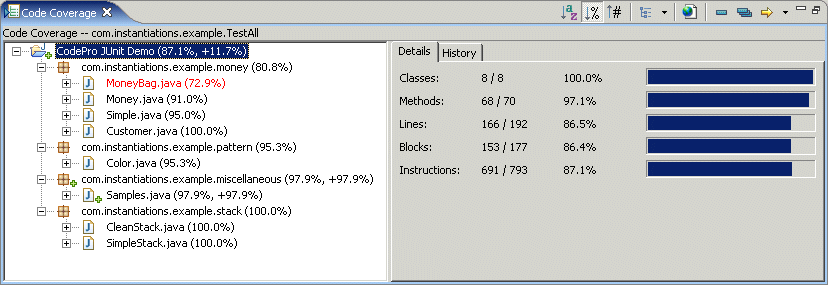 Code Coverage
Code Coverage -- com.instantiations.example.TestAll
CodePro JUnit Demo (87.1%, +11.7%)
com.instantiations.example.money (80.8%)
MoneyBag.java (72.9%)
Money.java (91.0%)
Simple.java (95.0%)
Customer.java (100.0%)
com.instantiations.example.pattern (95.3%)
Color.java (95.3%)
com.instantiations.example.miscellaneous (97.9%, +97.9%)
Samples.java (97.9%, +97.9%)
com.instantiations.example.stack (100.0%)
CleanStack.java (100.0%)
SimpleStack.java (100.0%)
Details History
Classes: 8 / 8 100.0%
Methods: 68 / 70 97.1%
Lines: 166 / 192 86.5%
Blocks: 153 / 177 86.4%
Instructions: 691 / 793 87.1%